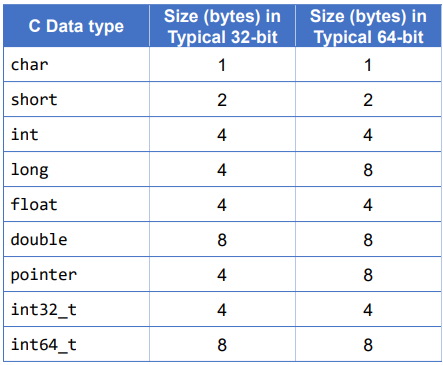 C Data type Size (bytes) in Typical 32-bit Size (bytes) in Typical 64-bit
char 1 1
short 2 2
int 4 4
long 4 8
float 4 4
double 8 8
pointer 4 8
int32_t 4 4
int64_t 8 8